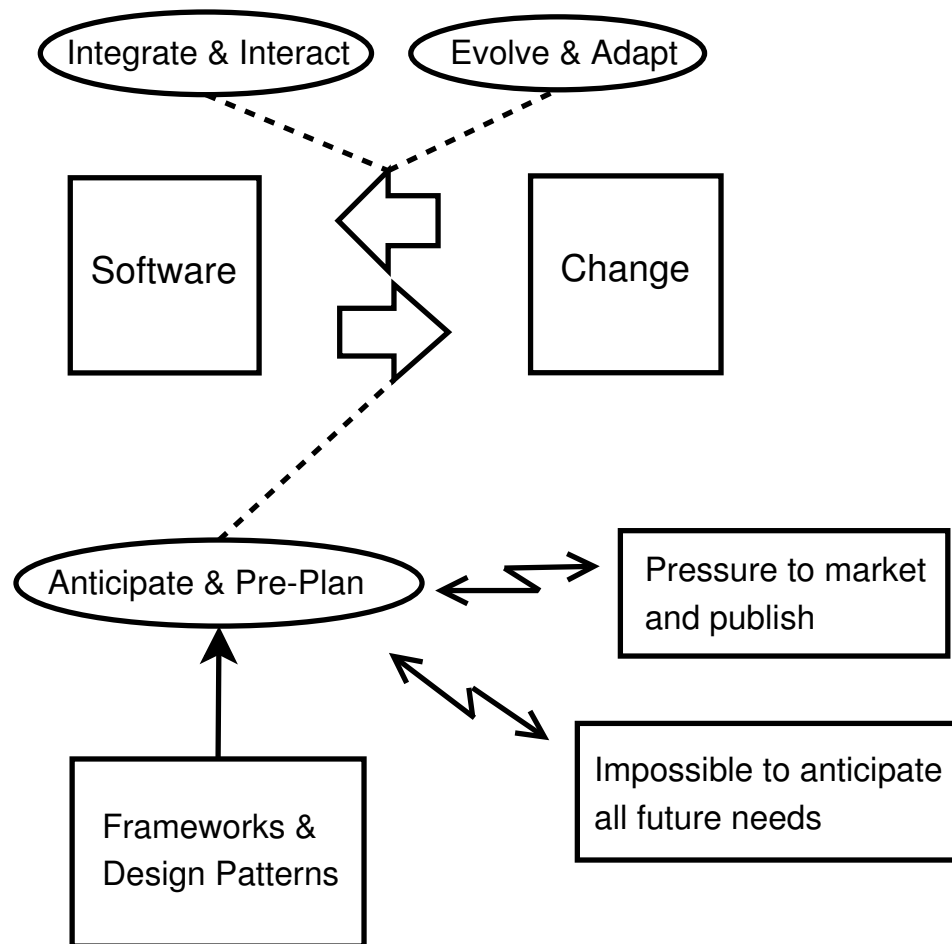 Integrate & Interact
Evolve & Adapt
Software
Change
Anticipate & Pre-Plan
Pressure to market
and publish
Impossible to anticipate
all future needs
Frameworks &
Design Patterns